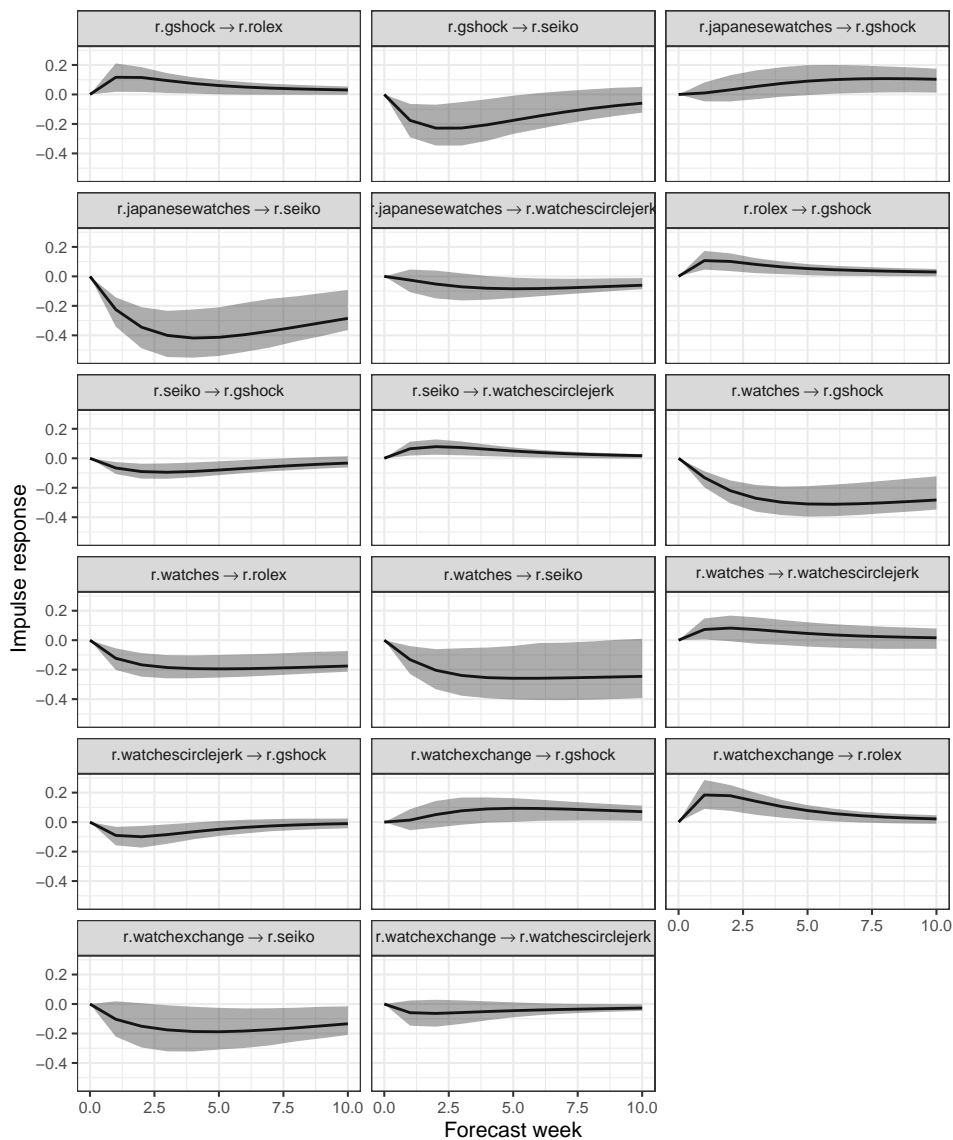 r.gshock → r.rolex
r.gshock → r.seiko
r.japanesewatches → r.gshock
0.2
0.0
−0.2
−0.4
r.japanesewatches → r.seiko
r.japanesewatches → r.watchescirclejerk
r.rolex → r.gshock
0.2
0.0
−0.2
−0.4
r.seiko → r.gshock
r.seiko → r.watchescirclejerk
r.watches → r.gshock
0.2
0.0
−0.2
−0.4
Impulse response
r.watches → r.rolex
r.watches → r.seiko
r.watches → r.watchescirclejerk
0.2
0.0
−0.2
−0.4
r.watchescirclejerk → r.gshock
r.watchexchange → r.gshock
r.watchexchange → r.rolex
0.2
0.0
−0.2
−0.4
0.0 2.5 5.0 7.5 10.0
r.watchexchange → r.seiko
r.watchexchange → r.watchescirclejerk
0.2
0.0
−0.2
−0.4
0.0 2.5 5.0 7.5 10.0
0.0 2.5 5.0 7.5 10.0
Forecast week